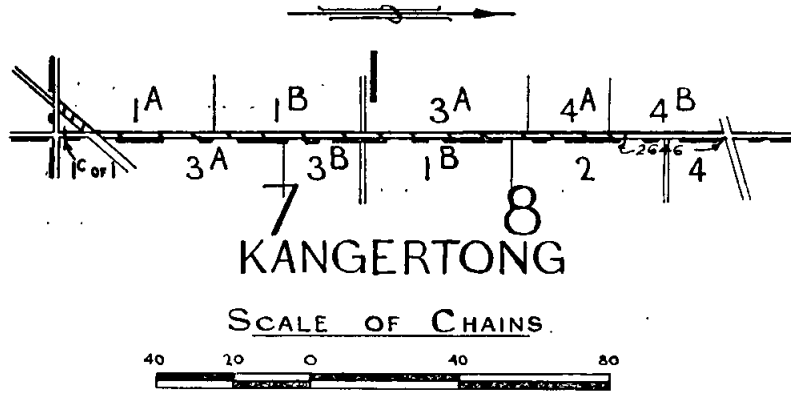 1A 1B 3A 4A 4B
1C OF 1 3A 3B 1B 2 2646 4
7 8
KANGERTONG
SCALE OF CHAINS
40 20 0 40 80